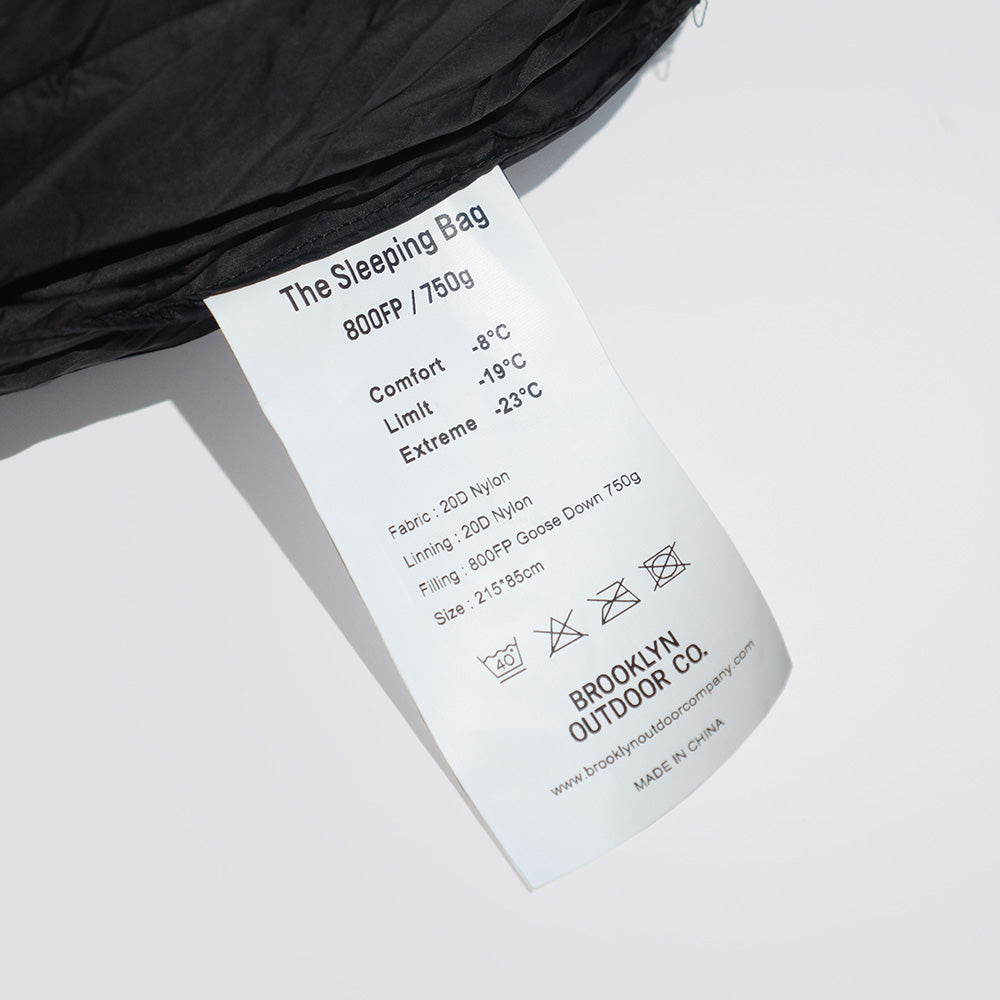 The Sleeping Bag
800FP / 750g
Comfort -8°C
LimIt -19°C
Extreme -23°C
Fabric : 20D Nylon
Linning : 20D Nylon
Filling : 800FP Goose Down 750g
Size : 215*85cm
40
BROOKLYN
OUTDOOR CO.
www.brooklynoutdoorcompany.com
MADE IN CHINA